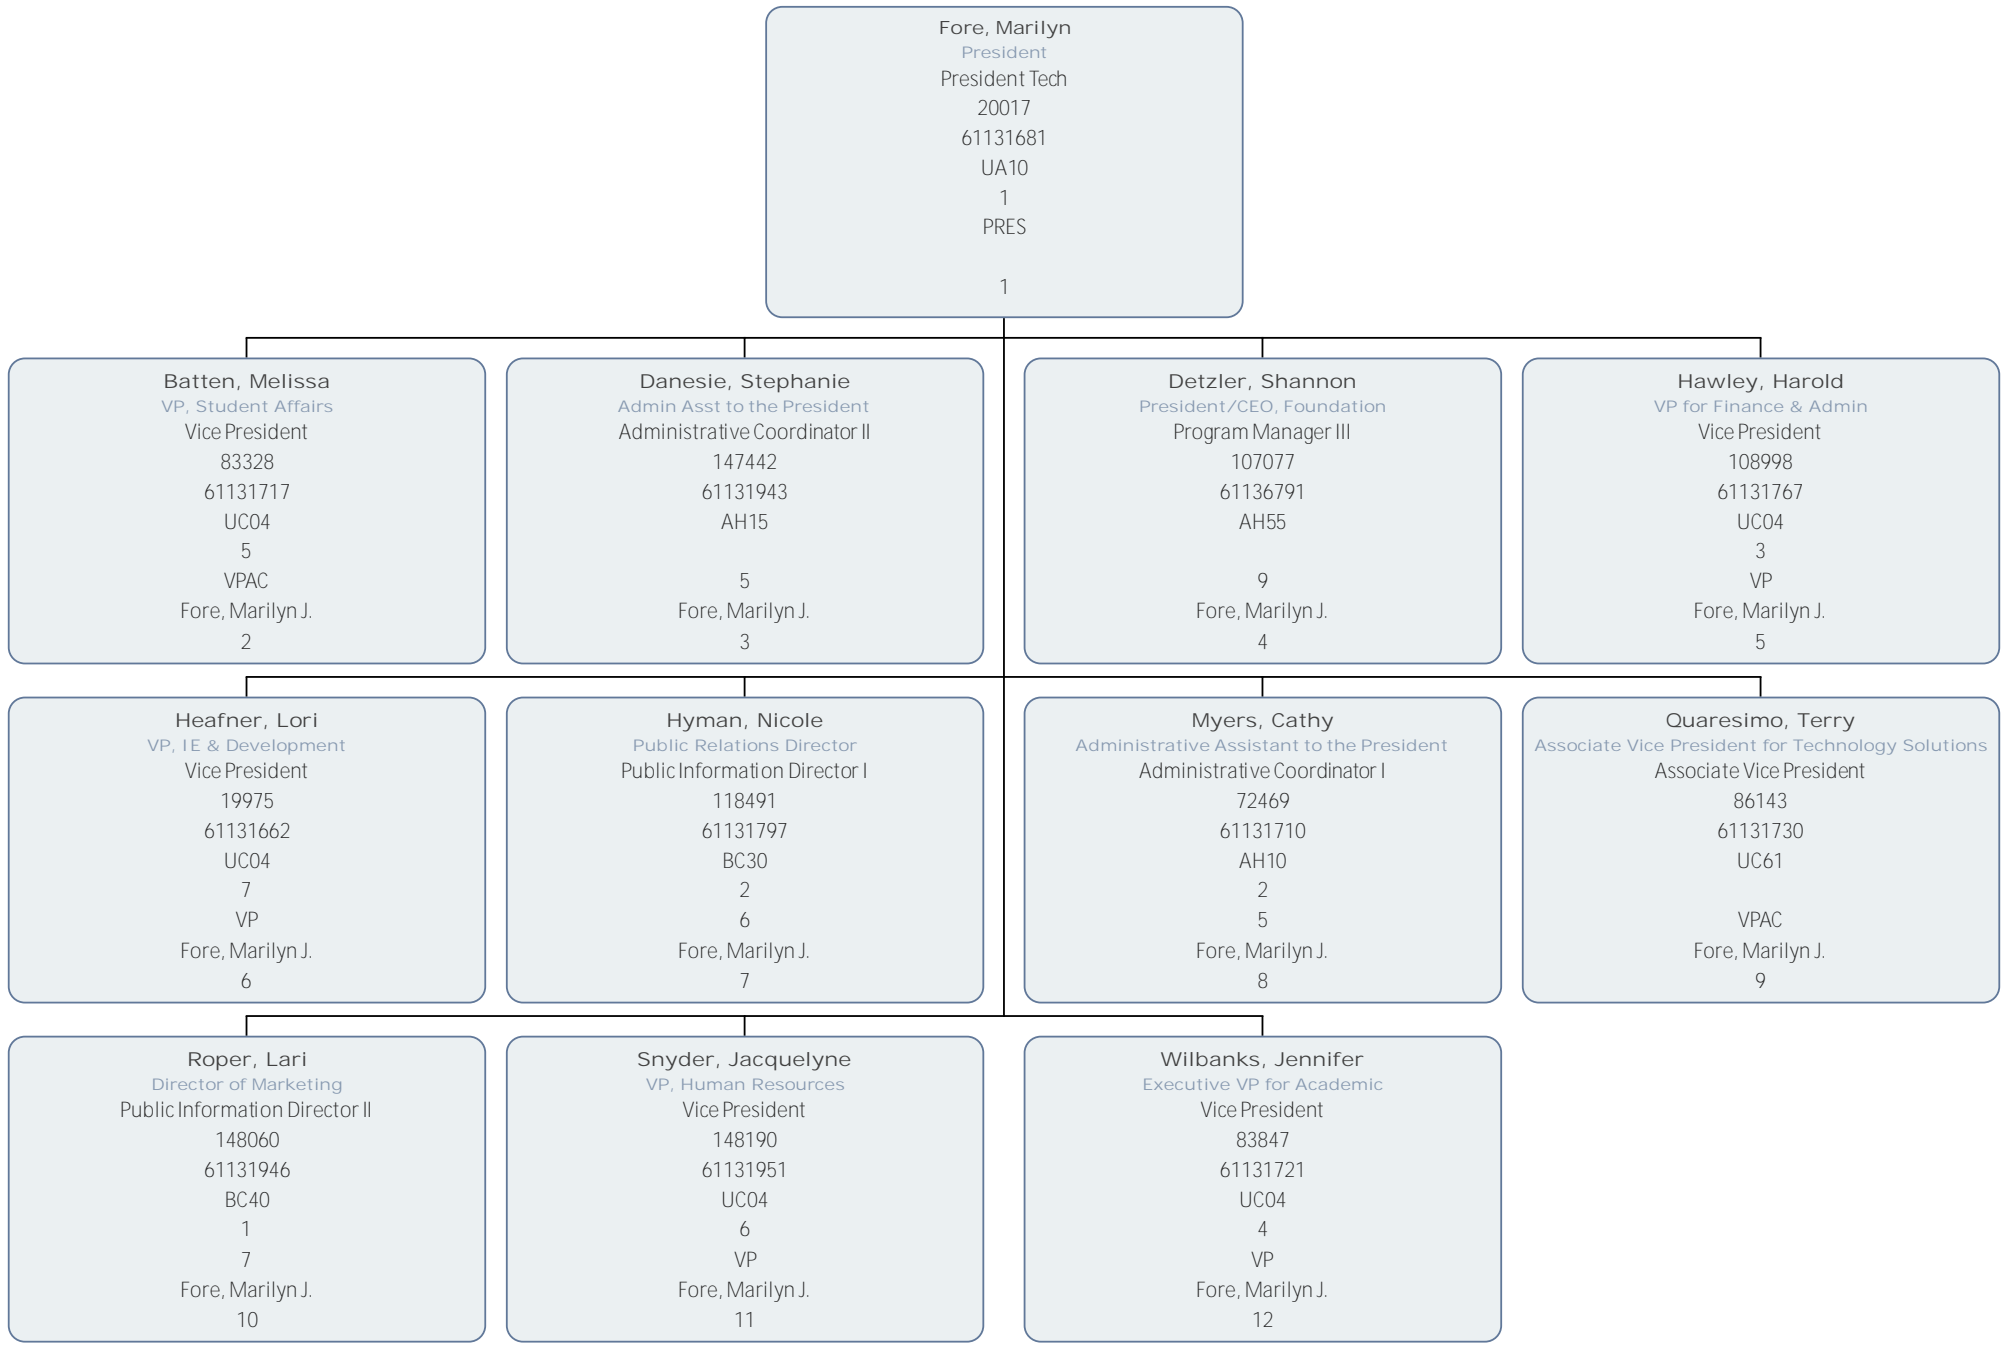 Fore, Marilyn
President
President Tech
20017
61131681
UA10
1
PRES
1
Batten, Melissa
VP, Student Affairs
Vice President
83328
61131717
UC04
5
VPAC
Fore, Marilyn J.
2
Danesie, Stephanie
Admin Asst to the President
Administrative Coordinator II
147442
61131943
AH15
5
Fore, Marilyn J.
3
Detzler, Shannon
President/CEO, Foundation
Program Manager III
107077
61136791
AH55
9
Fore, Marilyn J.
4
Hawley, Harold
VP for Finance & Admin
Vice President
108998
61131767
UC04
3
VP
Fore, Marilyn J.
5
Heafner, Lori
VP, IE & Development
Vice President
19975
61131662
UC04
7
VP
Fore, Marilyn J.
6
Hyman, Nicole
Public Relations Director
Public Information Director I
118491
61131797
BC30
2
6
Fore, Marilyn J.
7
Myers, Cathy
Administrative Assistant to the President
Administrative Coordinator I
72469
61131710
AH10
2
5
Fore, Marilyn J.
8
Quaresimo, Terry
Associate Vice President for Technology Solutions
Associate Vice President
86143
61131730
UC61
VPAC
Fore, Marilyn J.
9
Roper, Lari
Director of Marketing
Public Information Director II
148060
61131946
BC40
1
7
Fore, Marilyn J.
10
Snyder, Jacquelyne
VP, Human Resources
Vice President
148190
61131951
UC04
6
VP
Fore, Marilyn J.
11
Wilbanks, Jennifer
Executive VP for Academic
Vice President
83847
61131721
UC04
4
VP
Fore, Marilyn J.
12